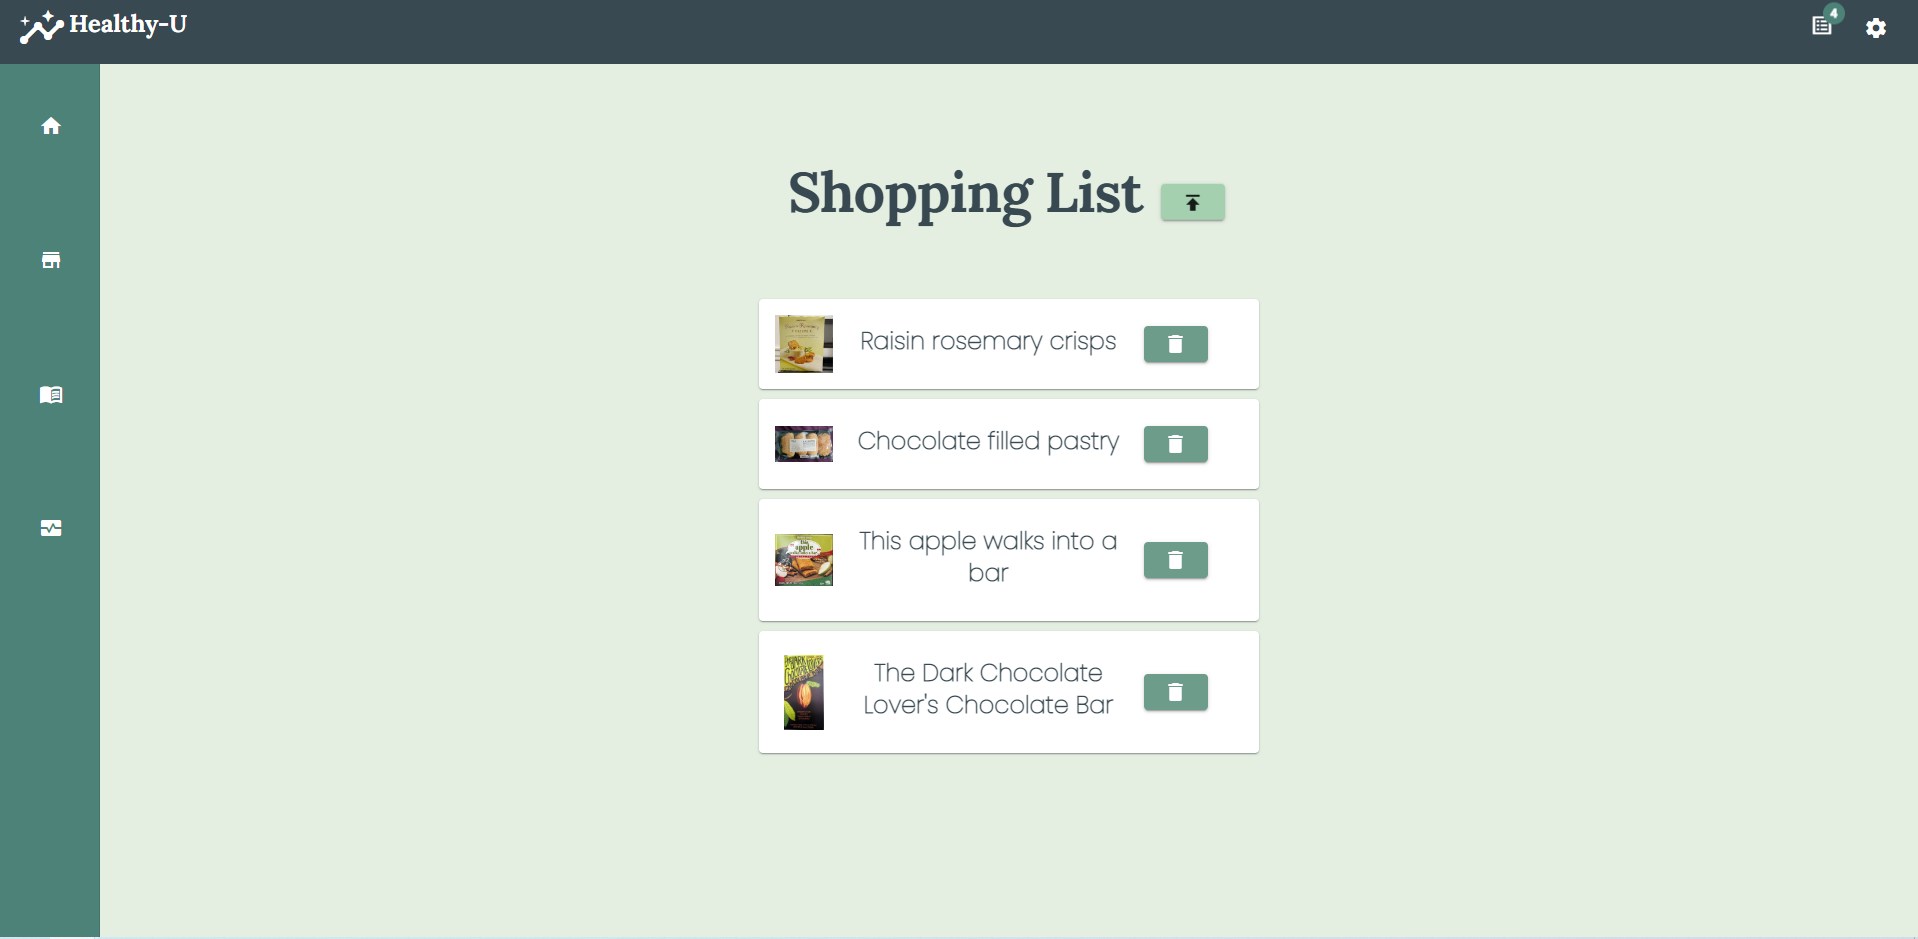 Healthy-U
4
Shopping List
Raisin rosemary crisps
Chocolate filled pastry
This apple walks into a
bar
The Dark Chocolate
Lover's Chocolate Bar